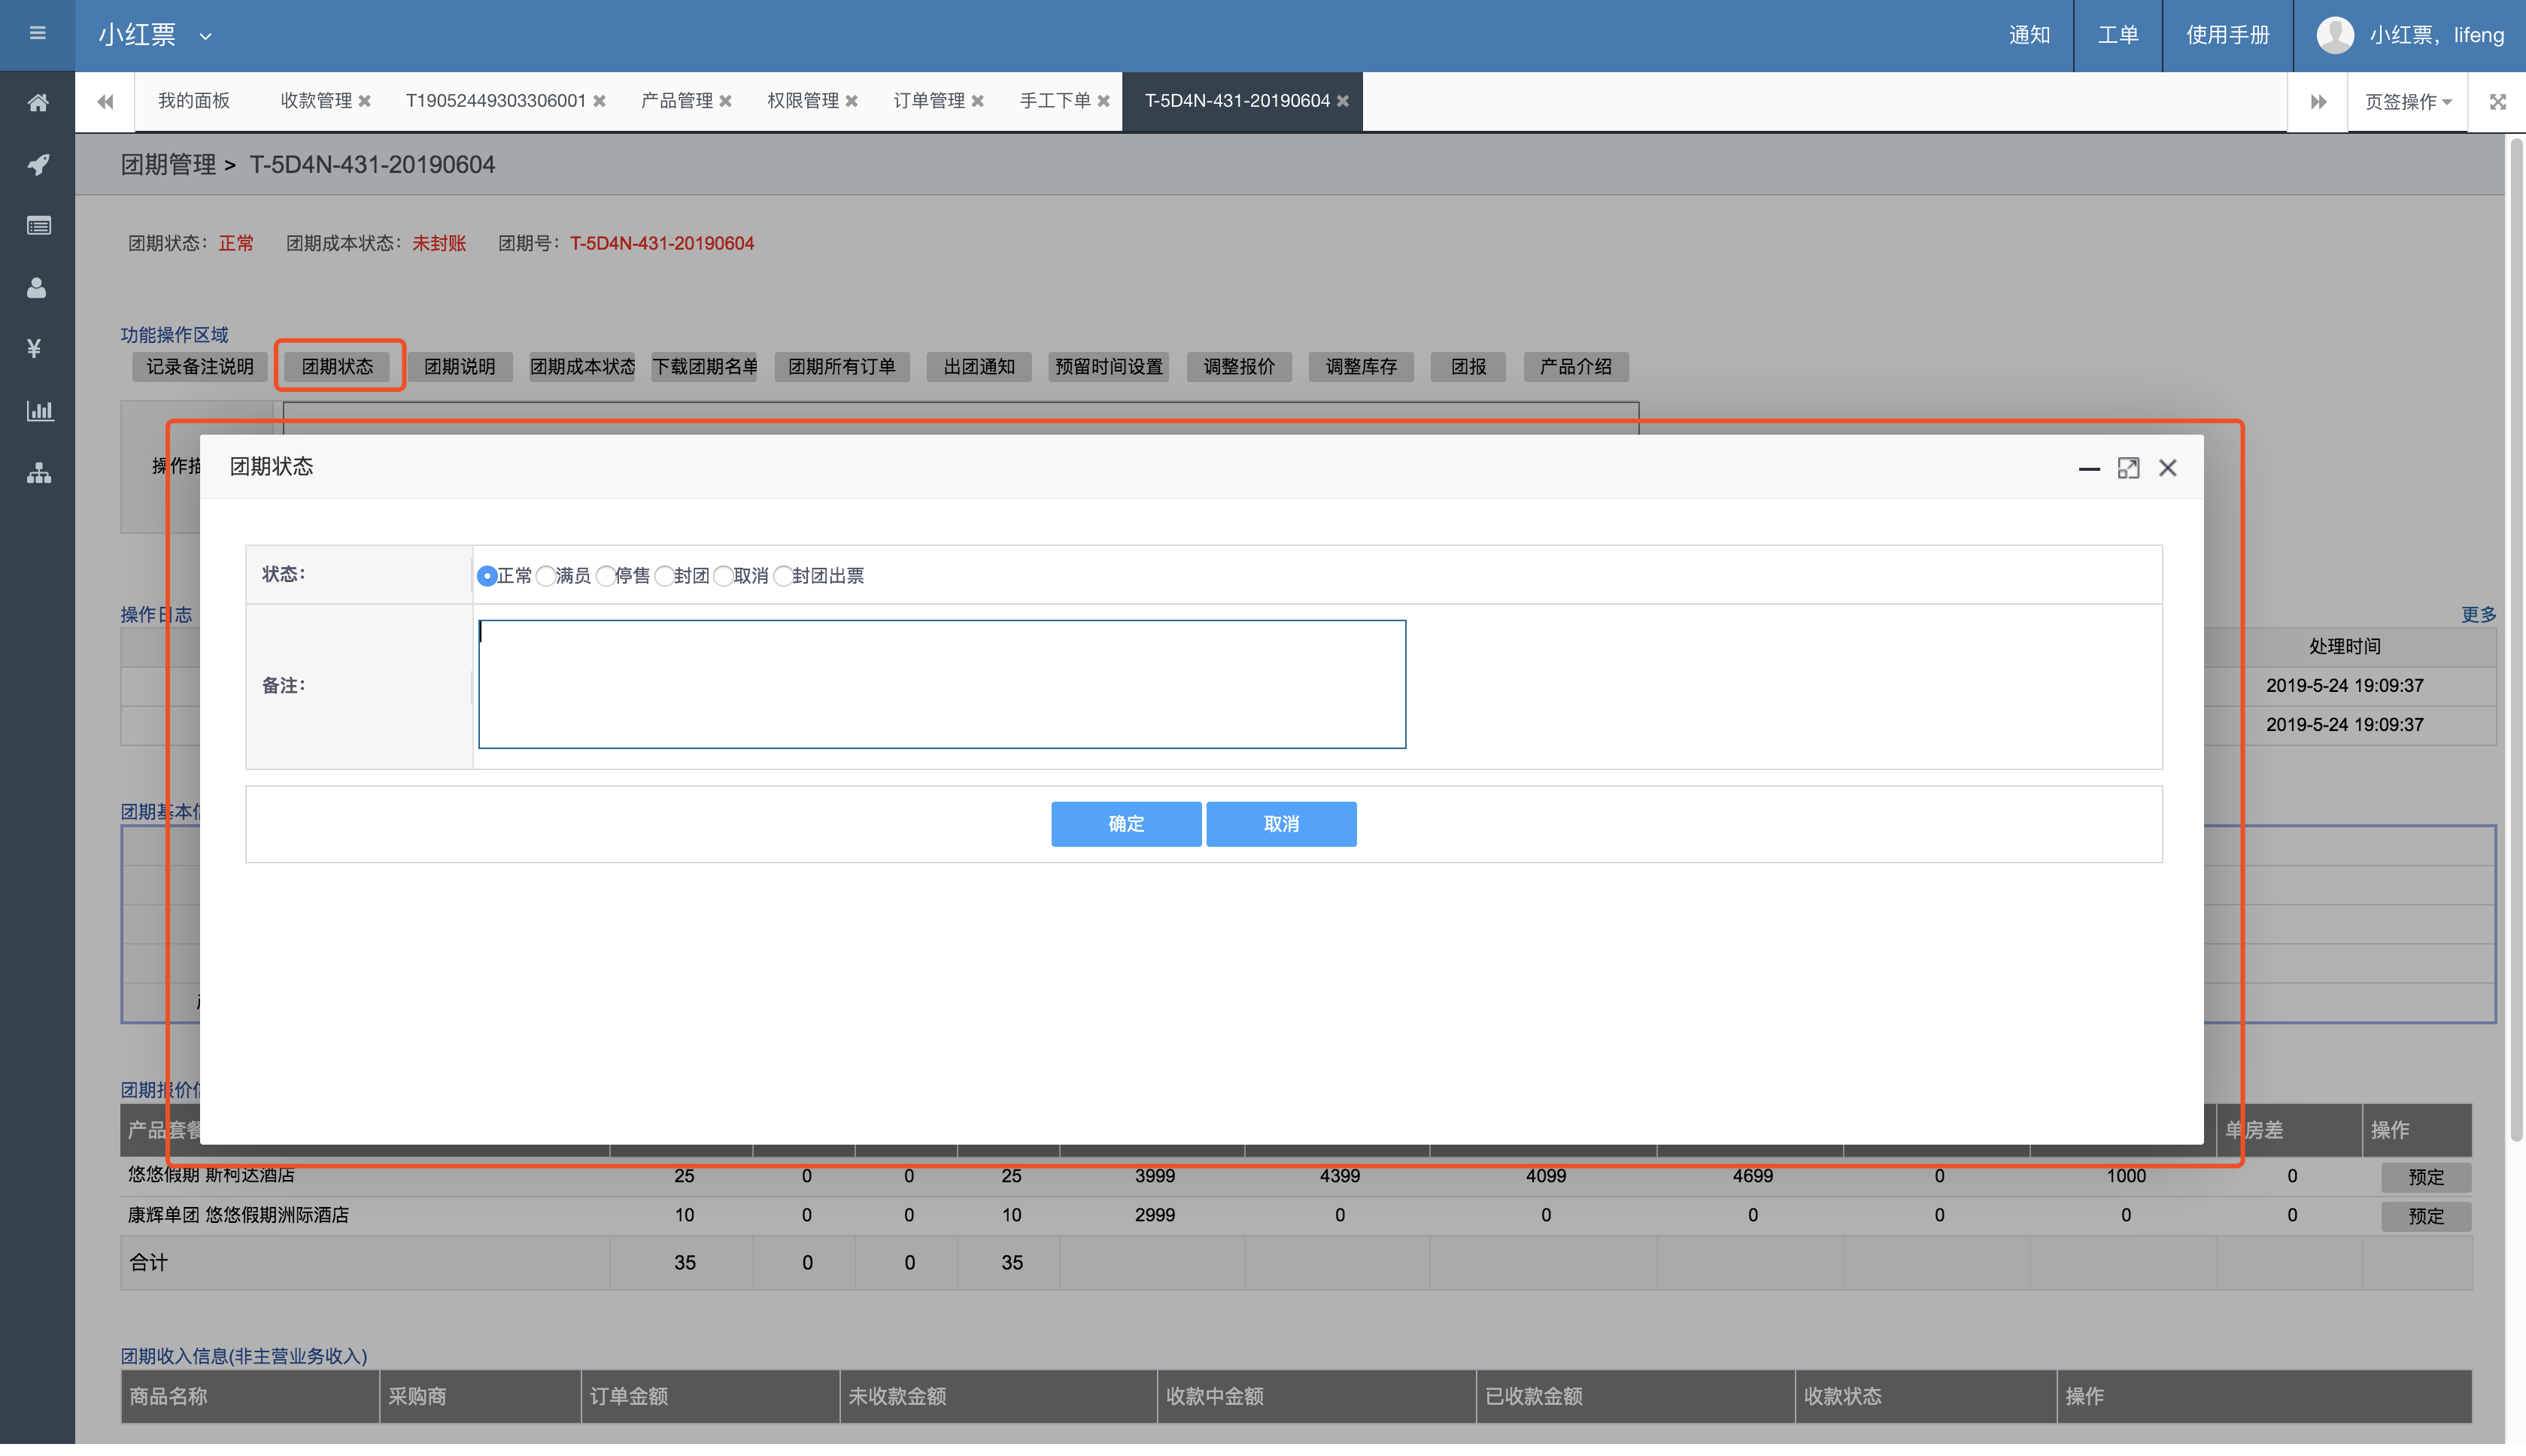 小红票 通知 工单 使用手册 小红票，lifeng
我的面板 收款管理 T19052449303306001 产品管理 权限管理 订单管理 手工下单 T-5D4N-431-20190604 页签操作
团期管理 > T-5D4N-431-20190604
团期状态：正常 团期成本状态：未封账 团期号：T-5D4N-431-20190604
功能操作区域
记录备注说明 团期状态 团期说明 团期成本状态 下载团期名单 团期所有订单 出团通知 预留时间设置 调整报价 调整库存 团报 产品介绍
操作描
团期状态
状态： 正常 满员 停售 封团 取消 封团出票
操作日志 更多
处理时间
备注：
2019-5-24 19:09:37
2019-5-24 19:09:37
团期基本信
确定 取消
团期报价信
产品套餐 单房差 操作
悠悠假期 斯柯达酒店 25 0 0 25 3999 4399 4099 4699 0 1000 0 预定
康辉单团 悠悠假期洲际酒店 10 0 0 10 2999 0 0 0 0 0 0 预定
合计 35 0 0 35
团期收入信息(非主营业务收入)
商品名称 采购商 订单金额 未收款金额 收款中金额 已收款金额 收款状态 操作